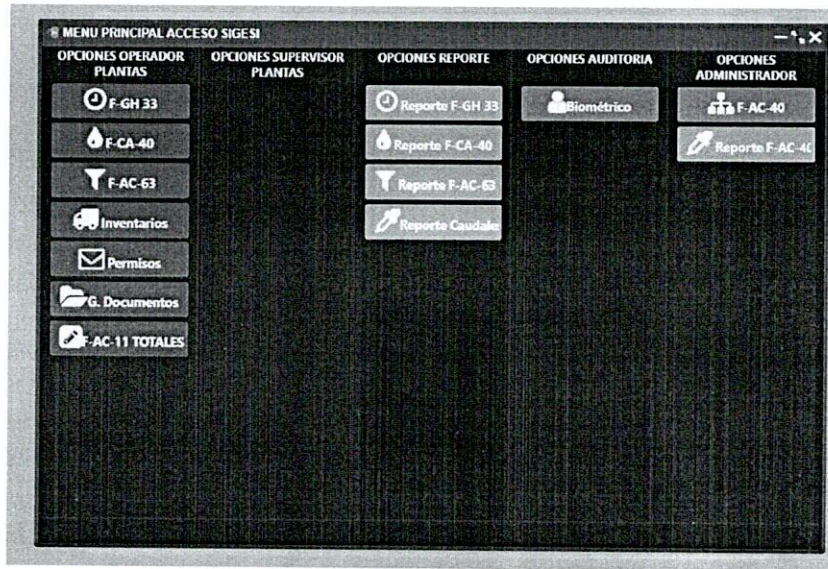 MENU PRINCIPAL ACCESO SIGESI
OPCIONES OPERADOR
PLANTAS
F-GH 33
F-CA-40
F-AC-63
Inventarios
Permisos
G. Documentos
F-AC-11 TOTALES
OPCIONES SUPERVISOR
PLANTAS
OPCIONES REPORTE
Reporte F-GH 33
Reporte F-CA-40
Reporte F-AC-63
Reporte Caudale
OPCIONES AUDITORIA
Biométrico
OPCIONES
ADMINISTRADOR
F-AC-40
Reporte F-AC-40